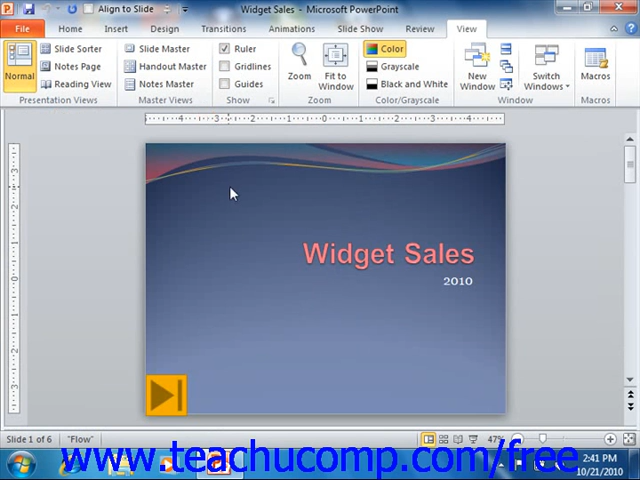 Align to Slide
Widget Sales - Microsoft PowerPoint
File Home Insert Design Transitions Animations Slide Show Review View
Normal
Slide Sorter
Notes Page
Reading View
Presentation Views
Slide Master
Handout Master
Notes Master
Master Views
Ruler
Gridlines
Guides
Show
Zoom
Fit to
Window
Zoom
Color
Grayscale
Black and White
Color/Grayscale
New
Window
Switch
Windows
Window
Macros
Macros
Widget Sales
2010
Slide 1 of 6 "Flow" 47%
www.teachucomp.com/free
2:41 PM
10/21/2010